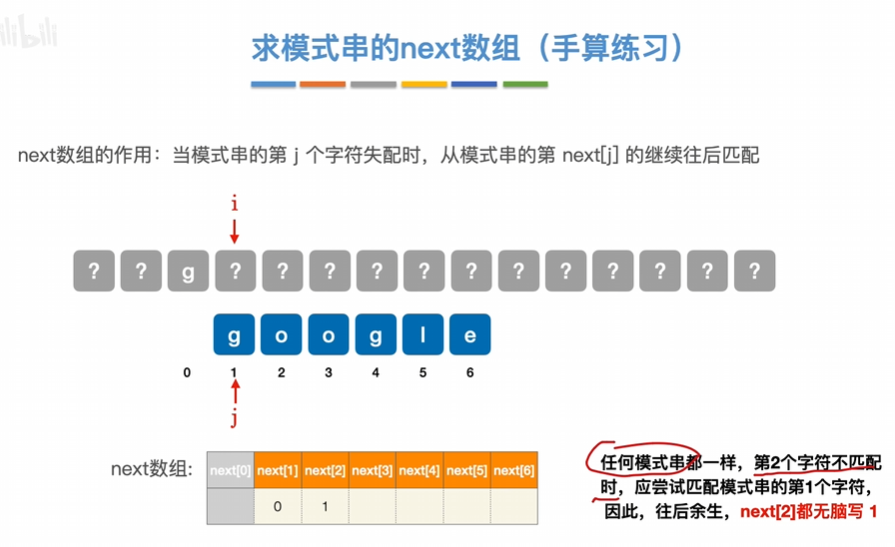 bilibili
求模式串的next数组（手算练习）
next数组的作用：当模式串的第 j 个字符失配时，从模式串的第 next[j] 的继续往后匹配
i
? ? g ? ? ? ? ? ? ? ? ? ? ? ?
g o o g l e
0 1 2 3 4 5 6
j
next数组: next[0] next[1] next[2] next[3] next[4] next[5] next[6]
0 1
任何模式串都一样，第2个字符不匹配
时，应尝试匹配模式串的第1个字符，
因此，往后余生，next[2]都无脑写 1